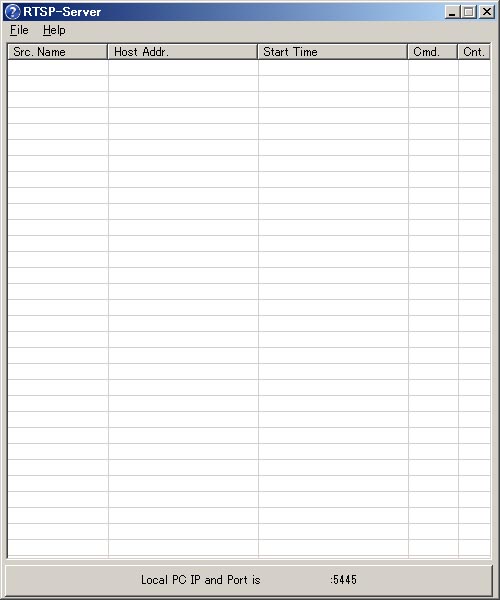 RTSP-Server
File Help
Src. Name Host Addr. Start Time Cmd. Cnt.
Local PC IP and Port is :5445